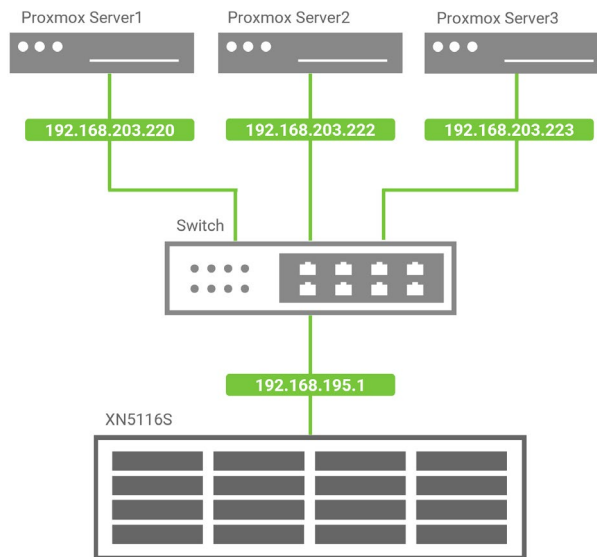 Proxmox Server1
Proxmox Server2
Proxmox Server3
192.168.203.220
192.168.203.222
192.168.203.223
Switch
192.168.195.1
XN5116S